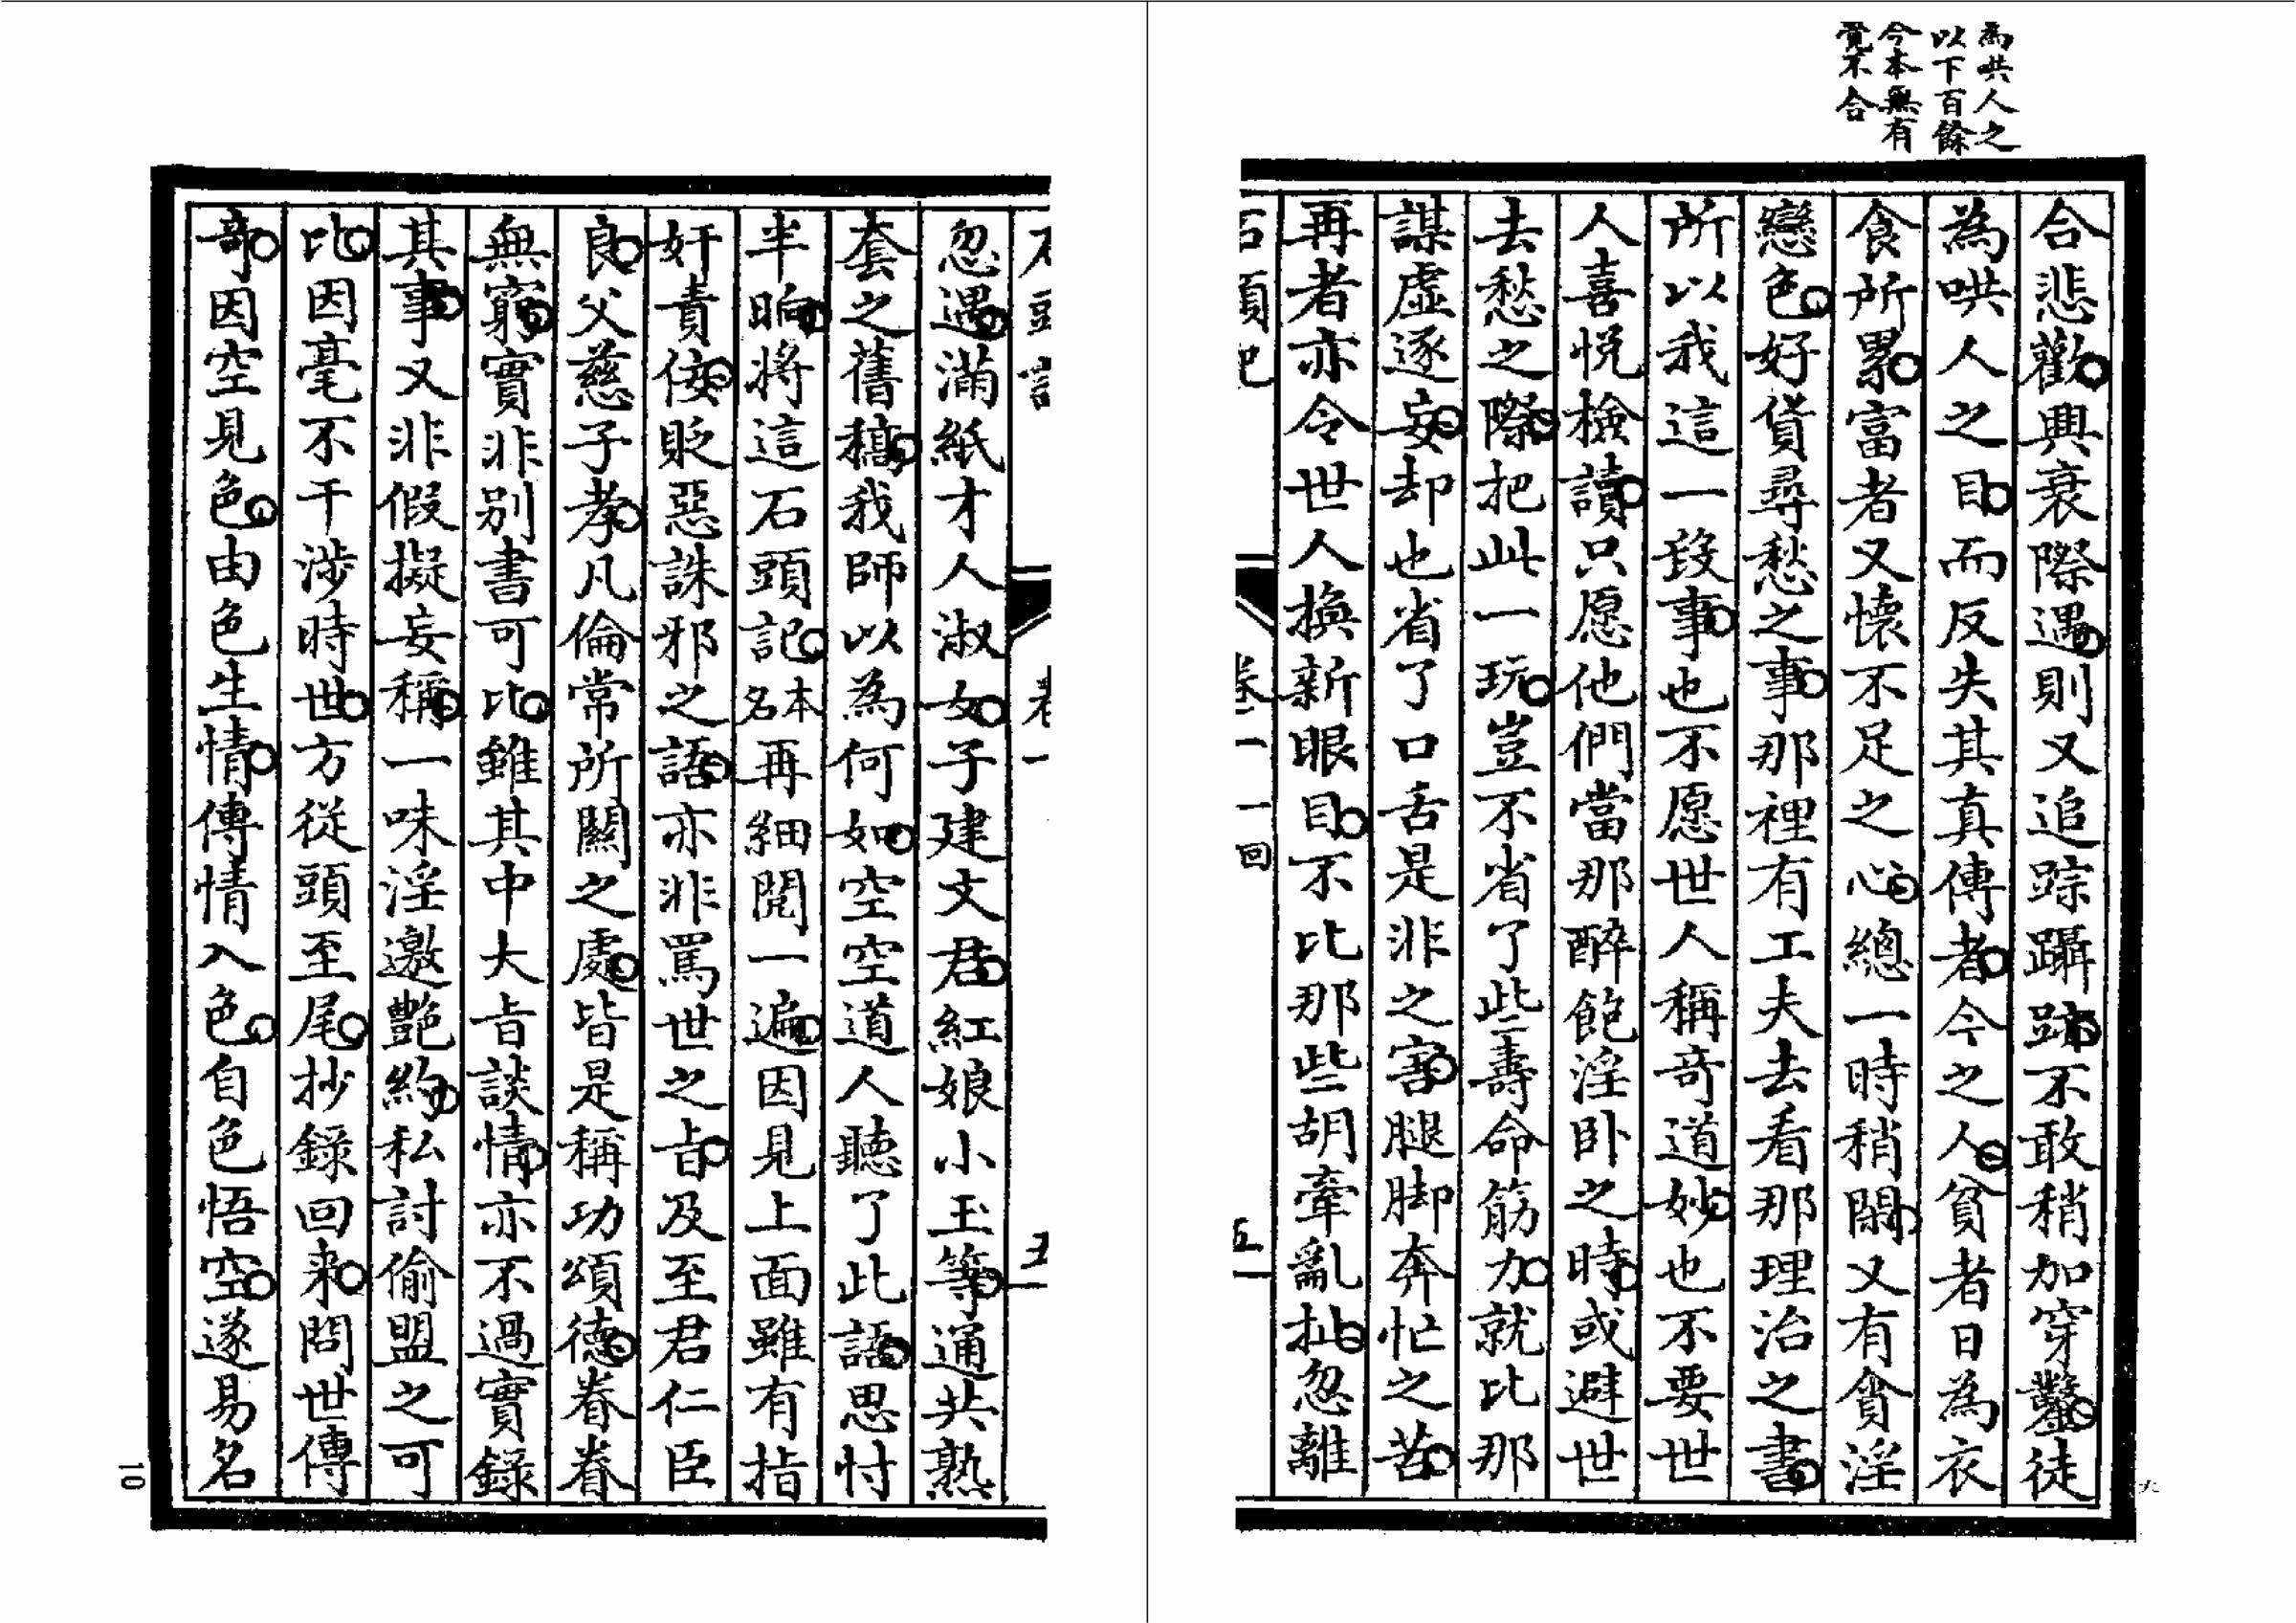 為哄人之
以下百餘
今本無有
覚不合
合悲歡興衰際遇則又追踪躡跡不敢稍加穿鑿徒
為哄人之目而反失其真傳者今之人貧者日為衣
食所累富者又懷不足之心總一時稍閑又有貪淫
戀色好貨尋愁之事那裡有工夫去看那理治之書
所以我這一段事也不愿世人稱奇道妙也不要世
人喜悅檢讀只愿他們當那醉飽淫卧之時或避世
去愁之際把此一玩豈不省了些壽命筋力就比那
謀虛逐妄却也省了口舌是非之害腿脚奔忙之苦
再者亦令世人換新眼目不比那些胡牽亂扯忽離
石頭記 卷一 一回 五
石頭記 卷一 五
忽遇滿紙才人淑女子建文君紅娘小玉等通共熟
套之舊稿我師以為何如空空道人聽了此語思忖
半晌將這石頭記本名再細閱一遍因見上面雖有指
奸責佞貶惡誅邪之語亦非罵世之旨及至君仁臣
良父慈子孝凡倫常所關之處皆是稱功頌德眷眷
無窮實非别書可比雖其中大旨談情亦不過實錄
其事又非假擬妄稱一味淫邀艷約私討偷盟之可
比因毫不干涉時世方從頭至尾抄錄回来問世傳
奇因空見色由色生情傳情入色自色悟空遂易名
10